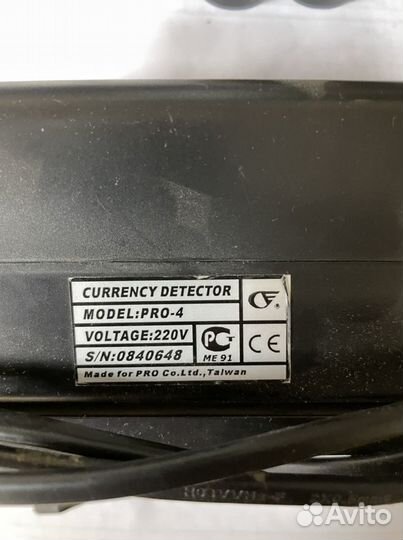 CURRENCY DETECTOR
MODEL:PRO-4
VOLTAGE:220V
S/N:0840648
ME 91
CE
Made for PRO Co.Ltd.,Taiwan
Avito